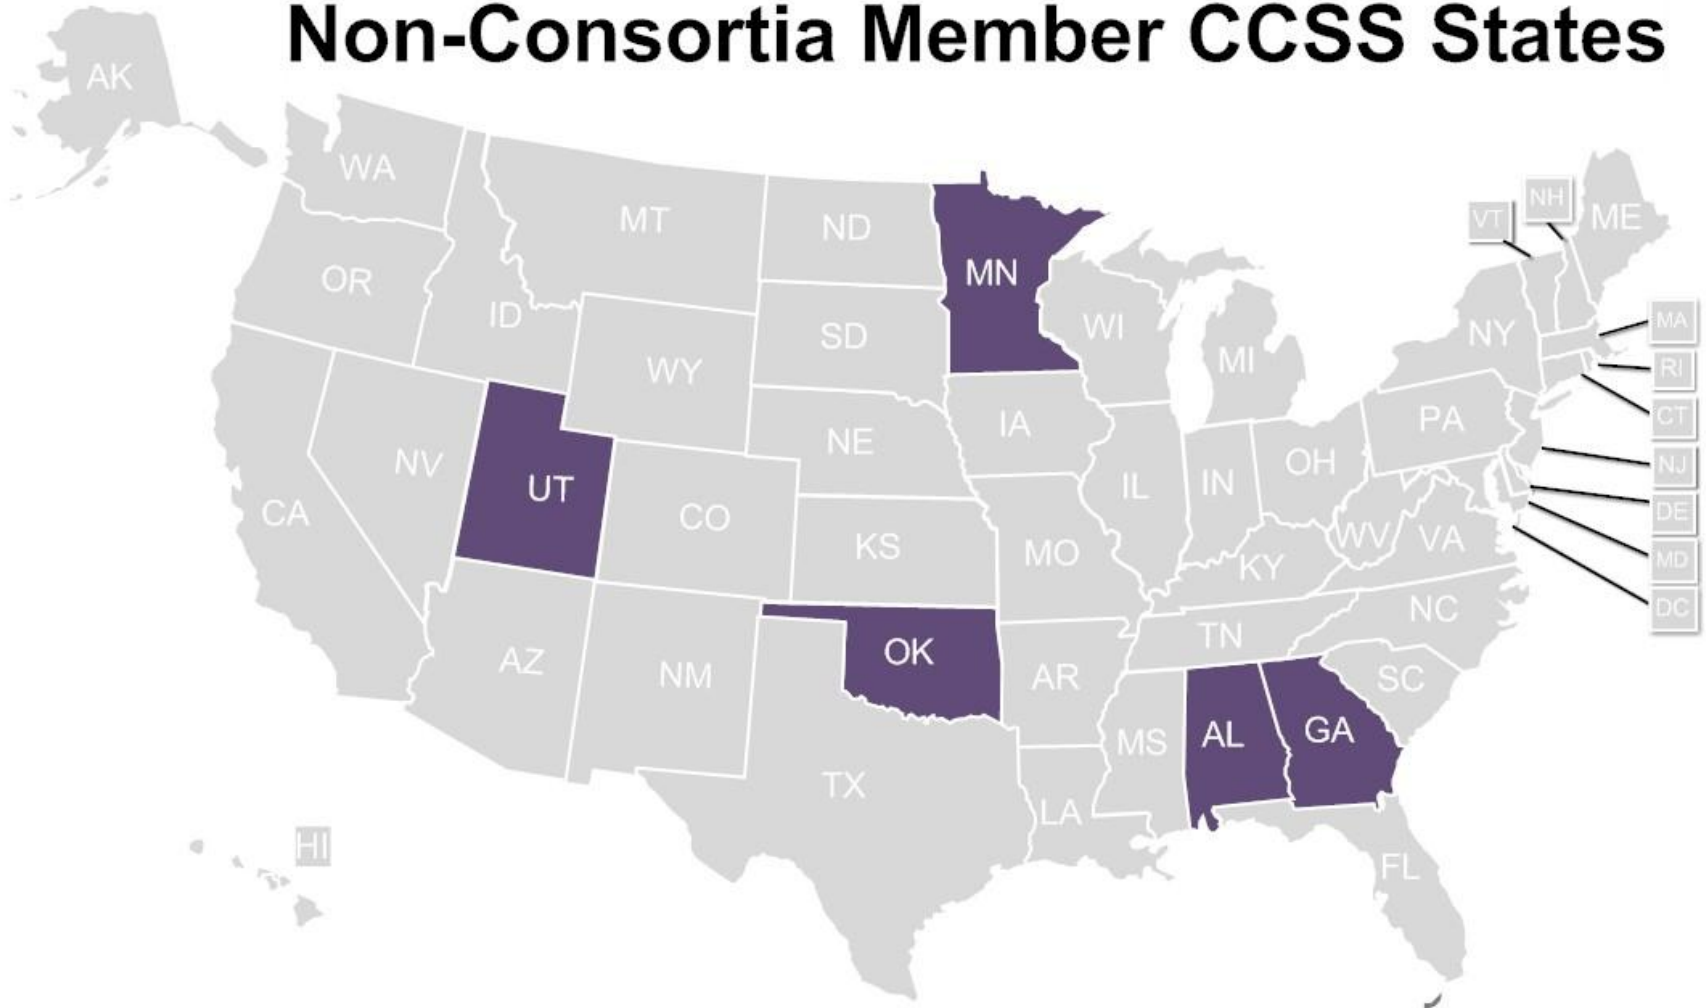 Non-Consortia Member CCSS States
AK
WA
MT
ND
MN
VT
NH
ME
OR
ID
SD
WI
NY
MA
WY
MI
RI
IA
PA
CT
NV
UT
NE
IL
IN
OH
NJ
CA
CO
KS
MO
WV
VA
DE
KY
MD
NC
DC
AZ
NM
OK
AR
TN
SC
TX
MS
AL
GA
LA
HI
FL